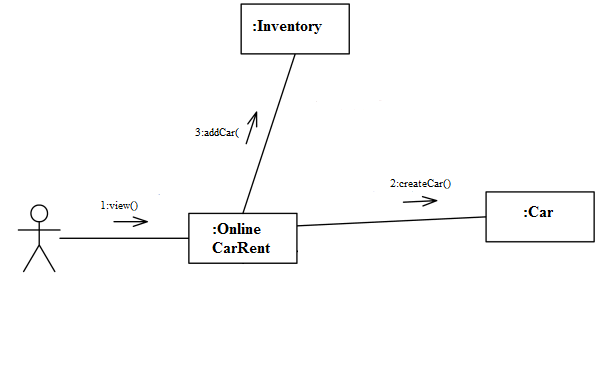 :Inventory
3:addCar(
2:createCar()
1:view()
:Car
:Online
CarRent